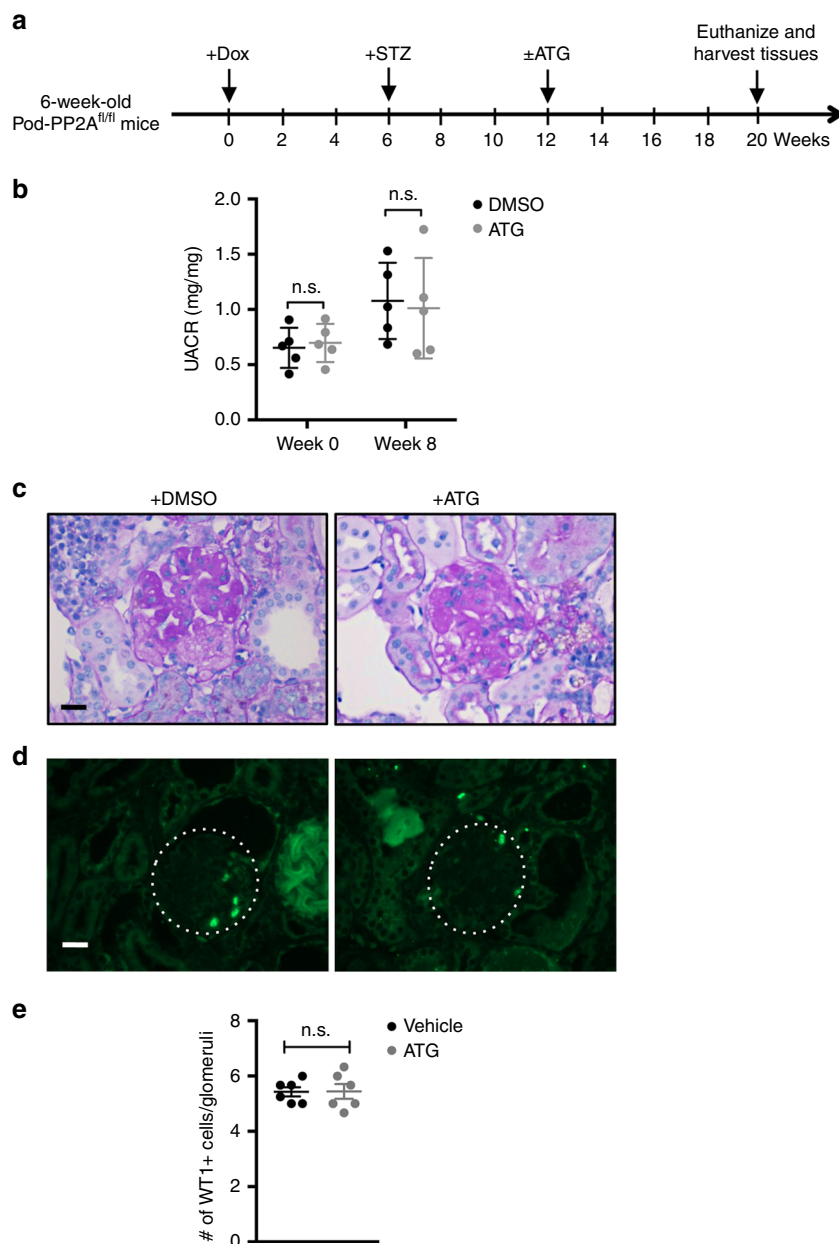 a
+Dox
+STZ
±ATG
Euthanize and
harvest tissues
6-week-old
Pod-PP2Afl/fl mice
0 2 4 6 8 10 12 14 16 18 20 Weeks
b
2.0
1.5
1.0
0.5
0.0
UACR (mg/mg)
n.s.
n.s.
DMSO
ATG
Week 0
Week 8
c
+DMSO
+ATG
d
e
8
6
4
2
0
# of WT1+ cells/glomeruli
n.s.
Vehicle
ATG